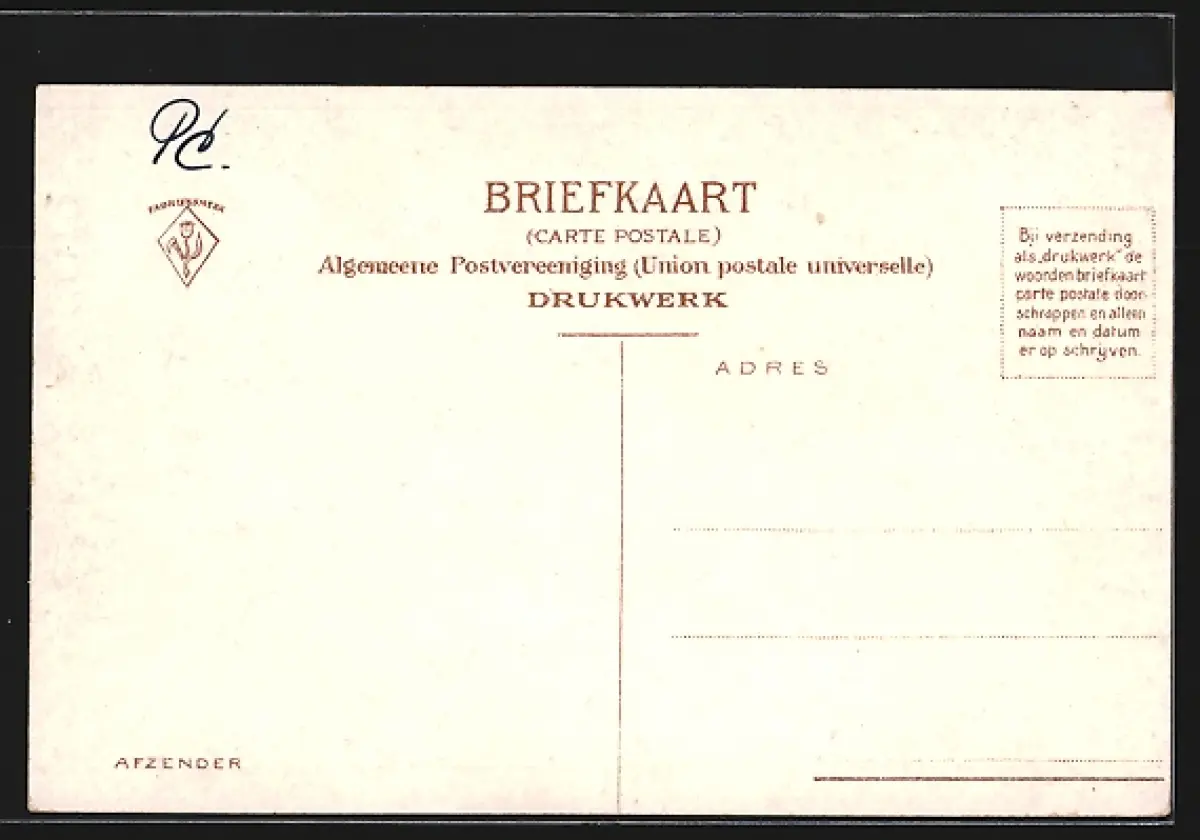 PC.
FABRIEKSMERK
BRIEFKAART
(CARTE POSTALE)
Algemeene Postvereeniging (Union postale universelle)
DRUKWERK
ADRES
Bij verzending
als „drukwerk" de
woorden briefkaart
carte postale door-
schrappen en alleen
naam en datum
er op schrijven.
AFZENDER